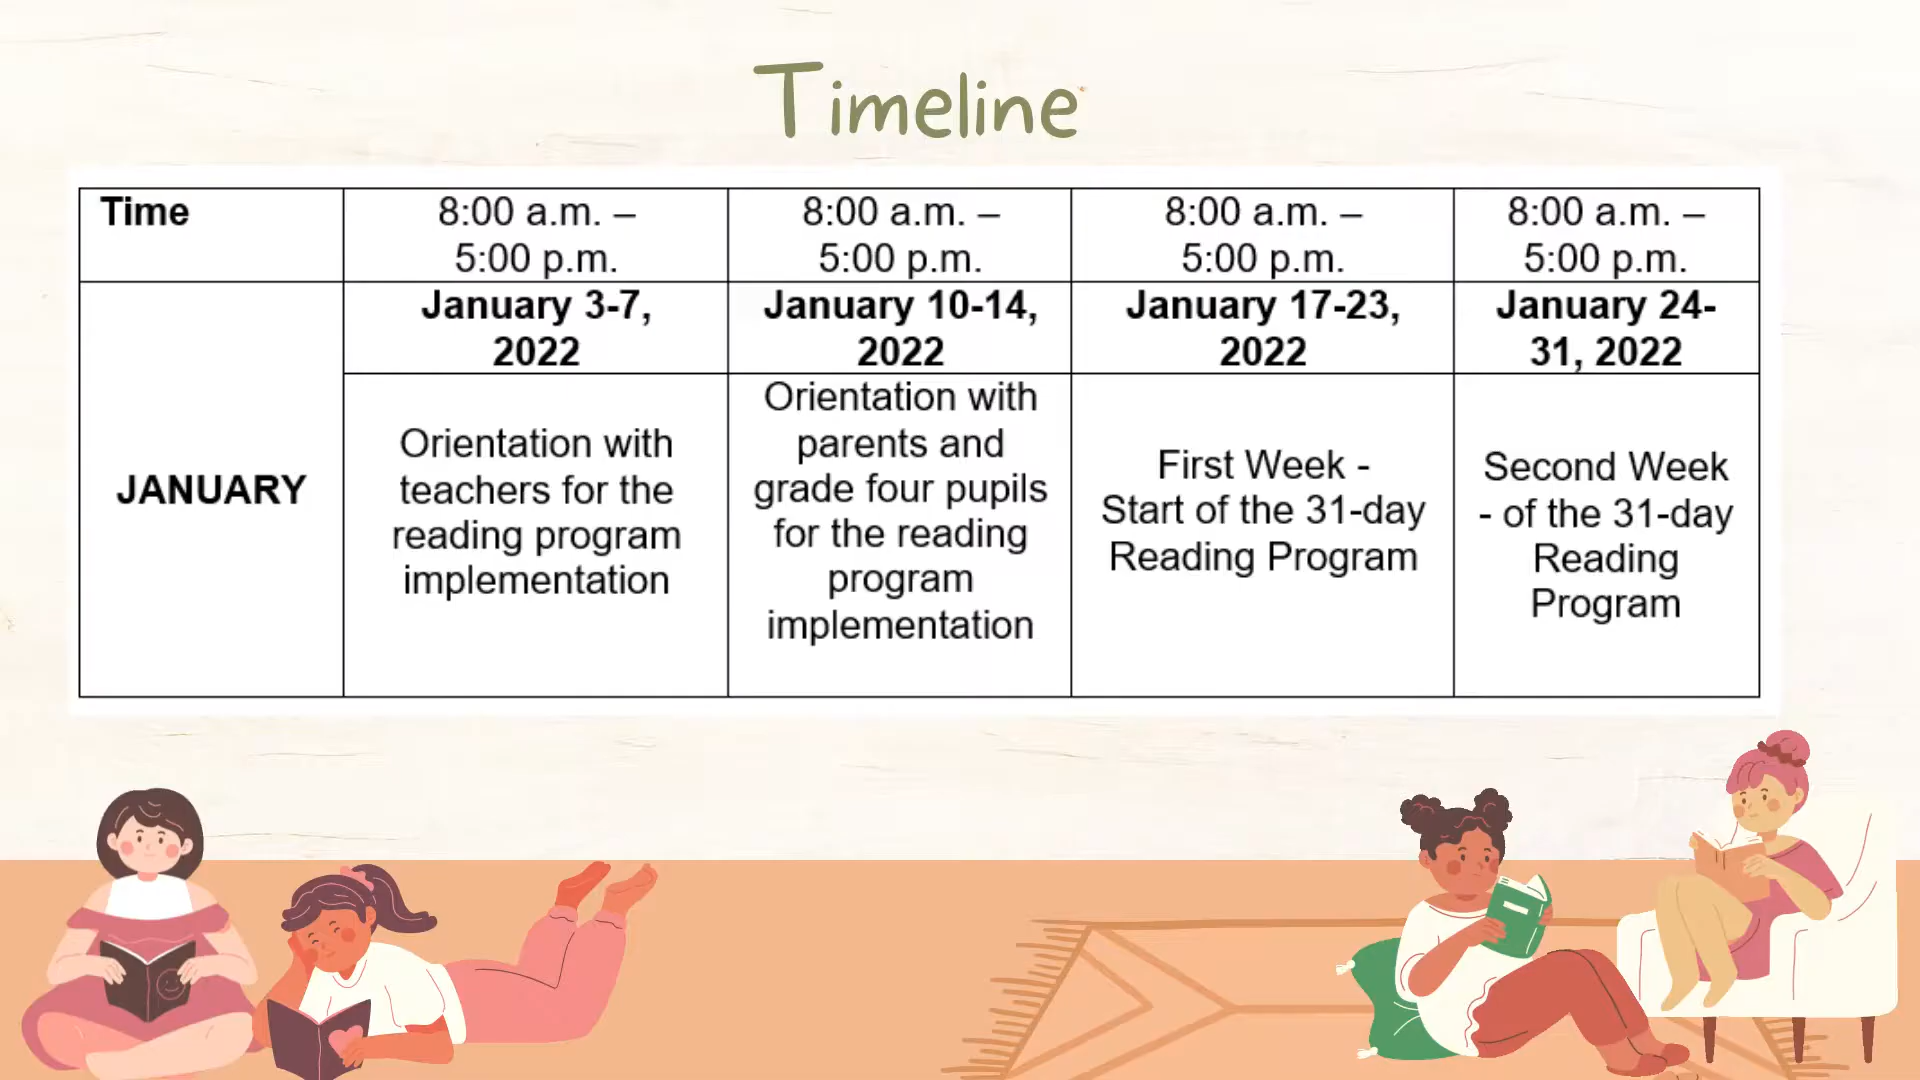 Timeline
Time
8:00 a.m. –
5:00 p.m.
8:00 a.m. –
5:00 p.m.
8:00 a.m. –
5:00 p.m.
8:00 a.m. –
5:00 p.m.
JANUARY
January 3-7,
2022
January 10-14,
2022
January 17-23,
2022
January 24-
31, 2022
Orientation with
teachers for the
reading program
implementation
Orientation with
parents and
grade four pupils
for the reading
program
implementation
First Week -
Start of the 31-day
Reading Program
Second Week
- of the 31-day
Reading
Program